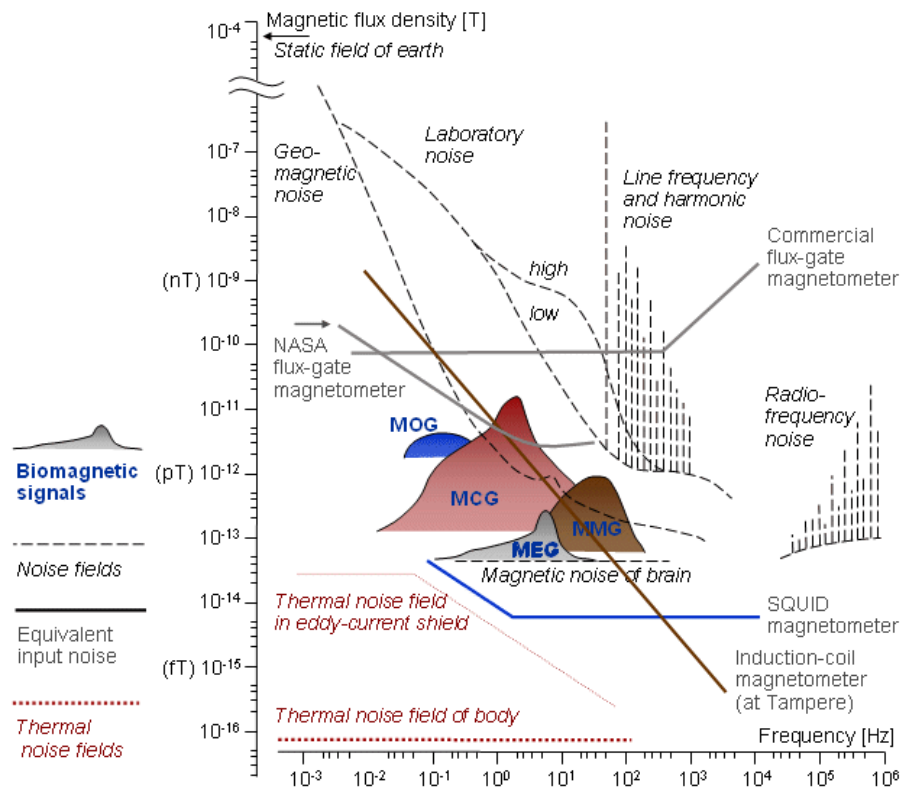 Magnetic flux density [T]
10-4
Static field of earth
10-7
Geo-
magnetic
noise
Laboratory
noise
Line frequency
and harmonic
noise
10-8
Commercial
flux-gate
magnetometer
(nT) 10-9
high
low
10-10
NASA
flux-gate
magnetometer
10-11
Radio-
frequency
noise
MOG
Biomagnetic
signals
(pT) 10-12
MCG
MMG
10-13
MEG
Noise fields
Magnetic noise of brain
10-14
Thermal noise field
in eddy-current shield
SQUID
magnetometer
Equivalent
input noise
(fT) 10-15
Induction-coil
magnetometer
(at Tampere)
Thermal noise field of body
10-16
Thermal
noise fields
Frequency [Hz]
10-3 10-2 10-1 100 101 102 103 104 105 106